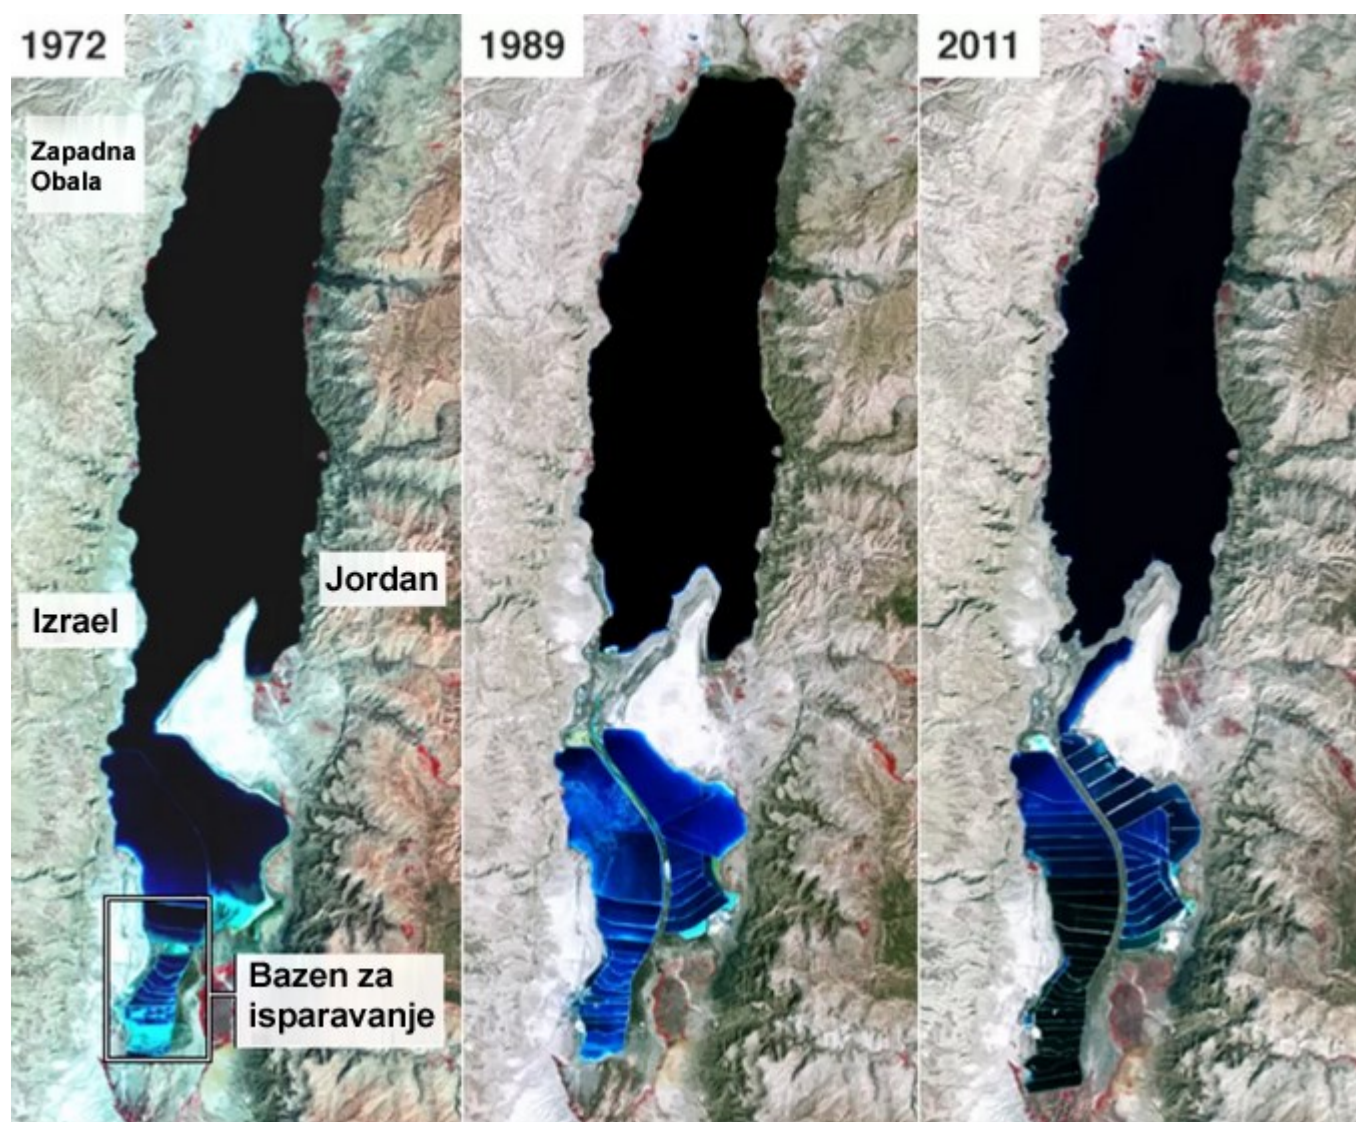 1972
1989
2011
Zapadna
Obala
Izrael
Jordan
Bazen za
isparavanje